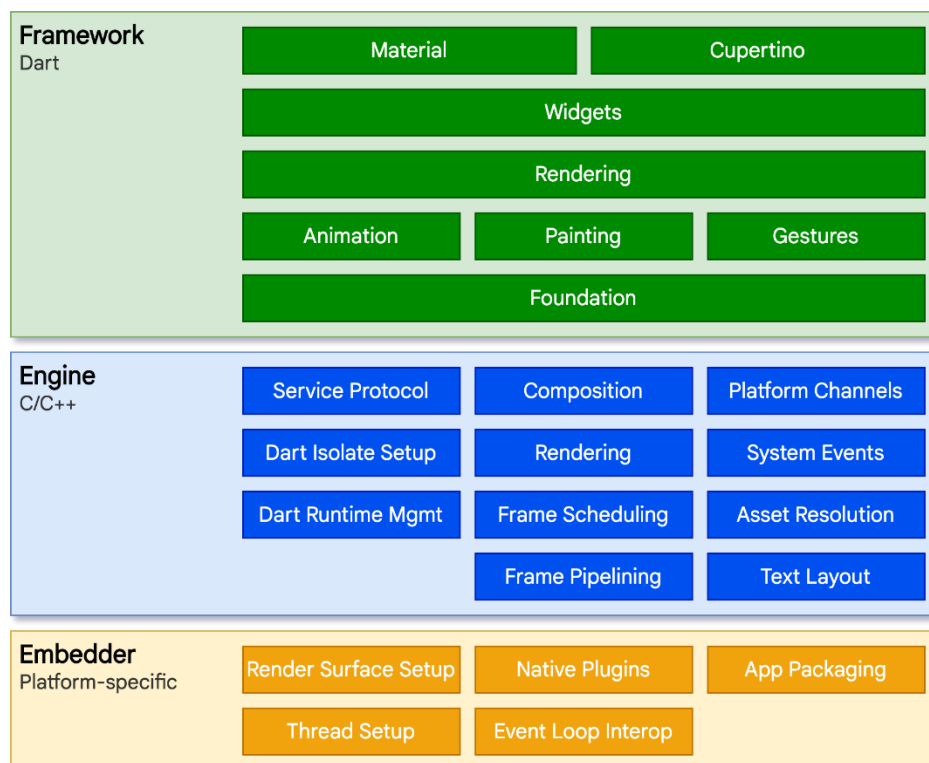 Framework
Dart
Material
Cupertino
Widgets
Rendering
Animation
Painting
Gestures
Foundation
Engine
C/C++
Service Protocol
Composition
Platform Channels
Dart Isolate Setup
Rendering
System Events
Dart Runtime Mgmt
Frame Scheduling
Asset Resolution
Frame Pipelining
Text Layout
Embedder
Platform-specific
Render Surface Setup
Native Plugins
App Packaging
Thread Setup
Event Loop Interop